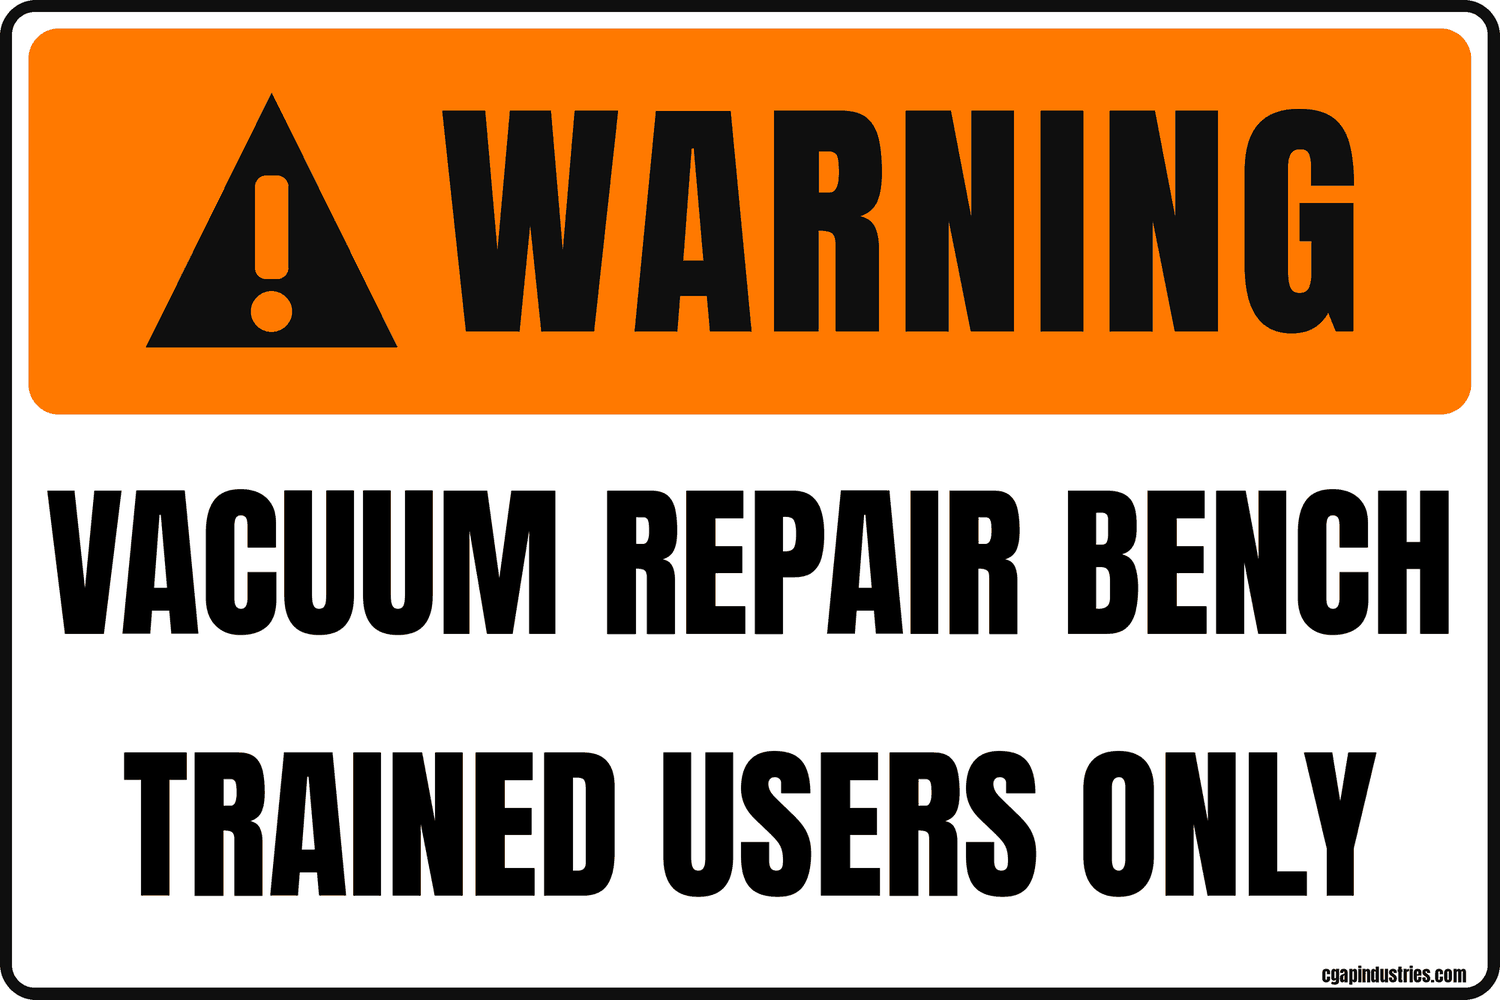 WARNING
VACUUM REPAIR BENCH
TRAINED USERS ONLY
cgapindustries.com